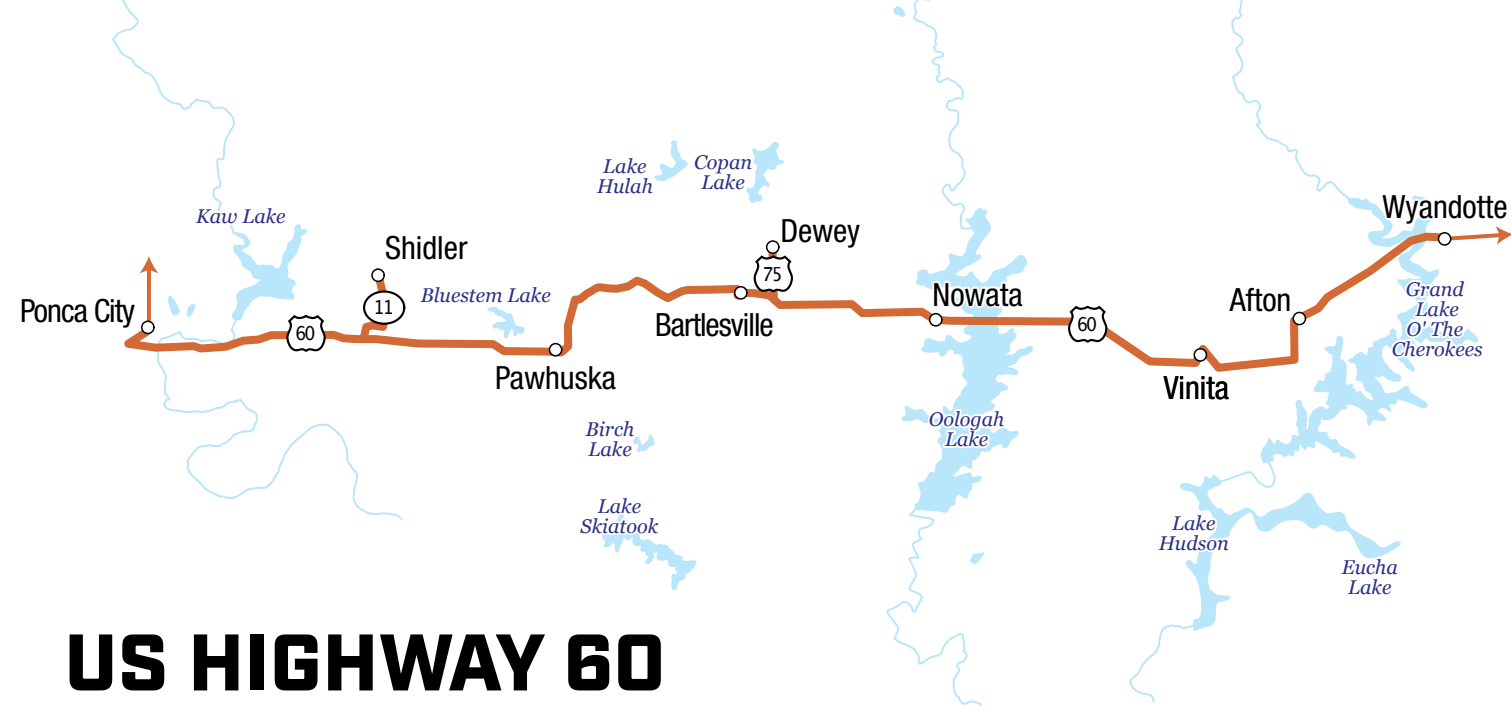 Lake
Hulah
Copan
Lake
Kaw Lake
Wyandotte
Dewey
Shidler
75
Bluestem Lake
11
Ponca City
60
Nowata
Bartlesville
60
Afton
Grand
Lake
O' The
Cherokees
Pawhuska
Vinita
Birch
Lake
Oologah
Lake
Lake
Skiatook
Lake
Hudson
Eucha
Lake
US HIGHWAY 60